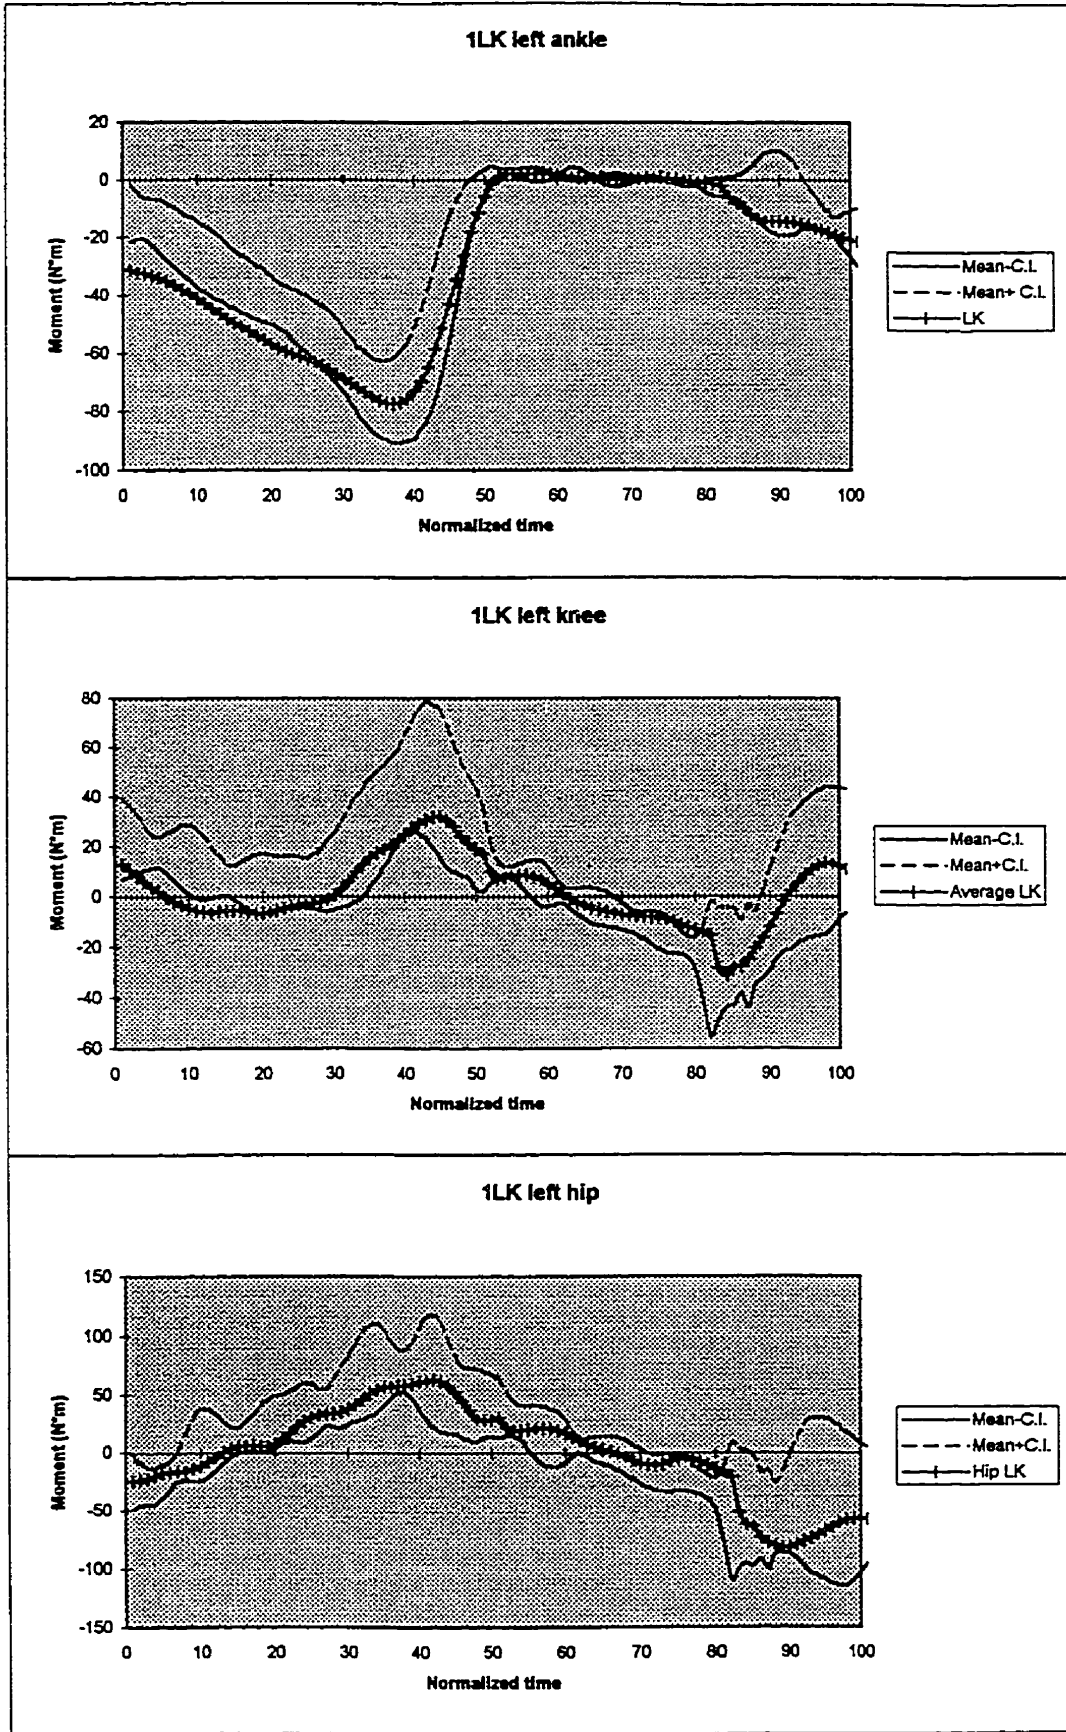 1LK left ankle
20
0
-20
-40
-60
-80
-100
Moment (N*m)
0 10 20 30 40 50 60 70 80 90 100
Normalized time
Mean-C.I.
Mean+ C.I.
LK
1LK left knee
80
60
40
20
0
-20
-40
-60
Moment (N*m)
0 10 20 30 40 50 60 70 80 90 100
Normalized time
Mean-C.I.
Mean+C.I.
Average LK
1LK left hip
150
100
50
0
-50
-100
-150
Moment (N*m)
0 10 20 30 40 50 60 70 80 90 100
Normalized time
Mean-C.I.
Mean+C.I.
Hip LK